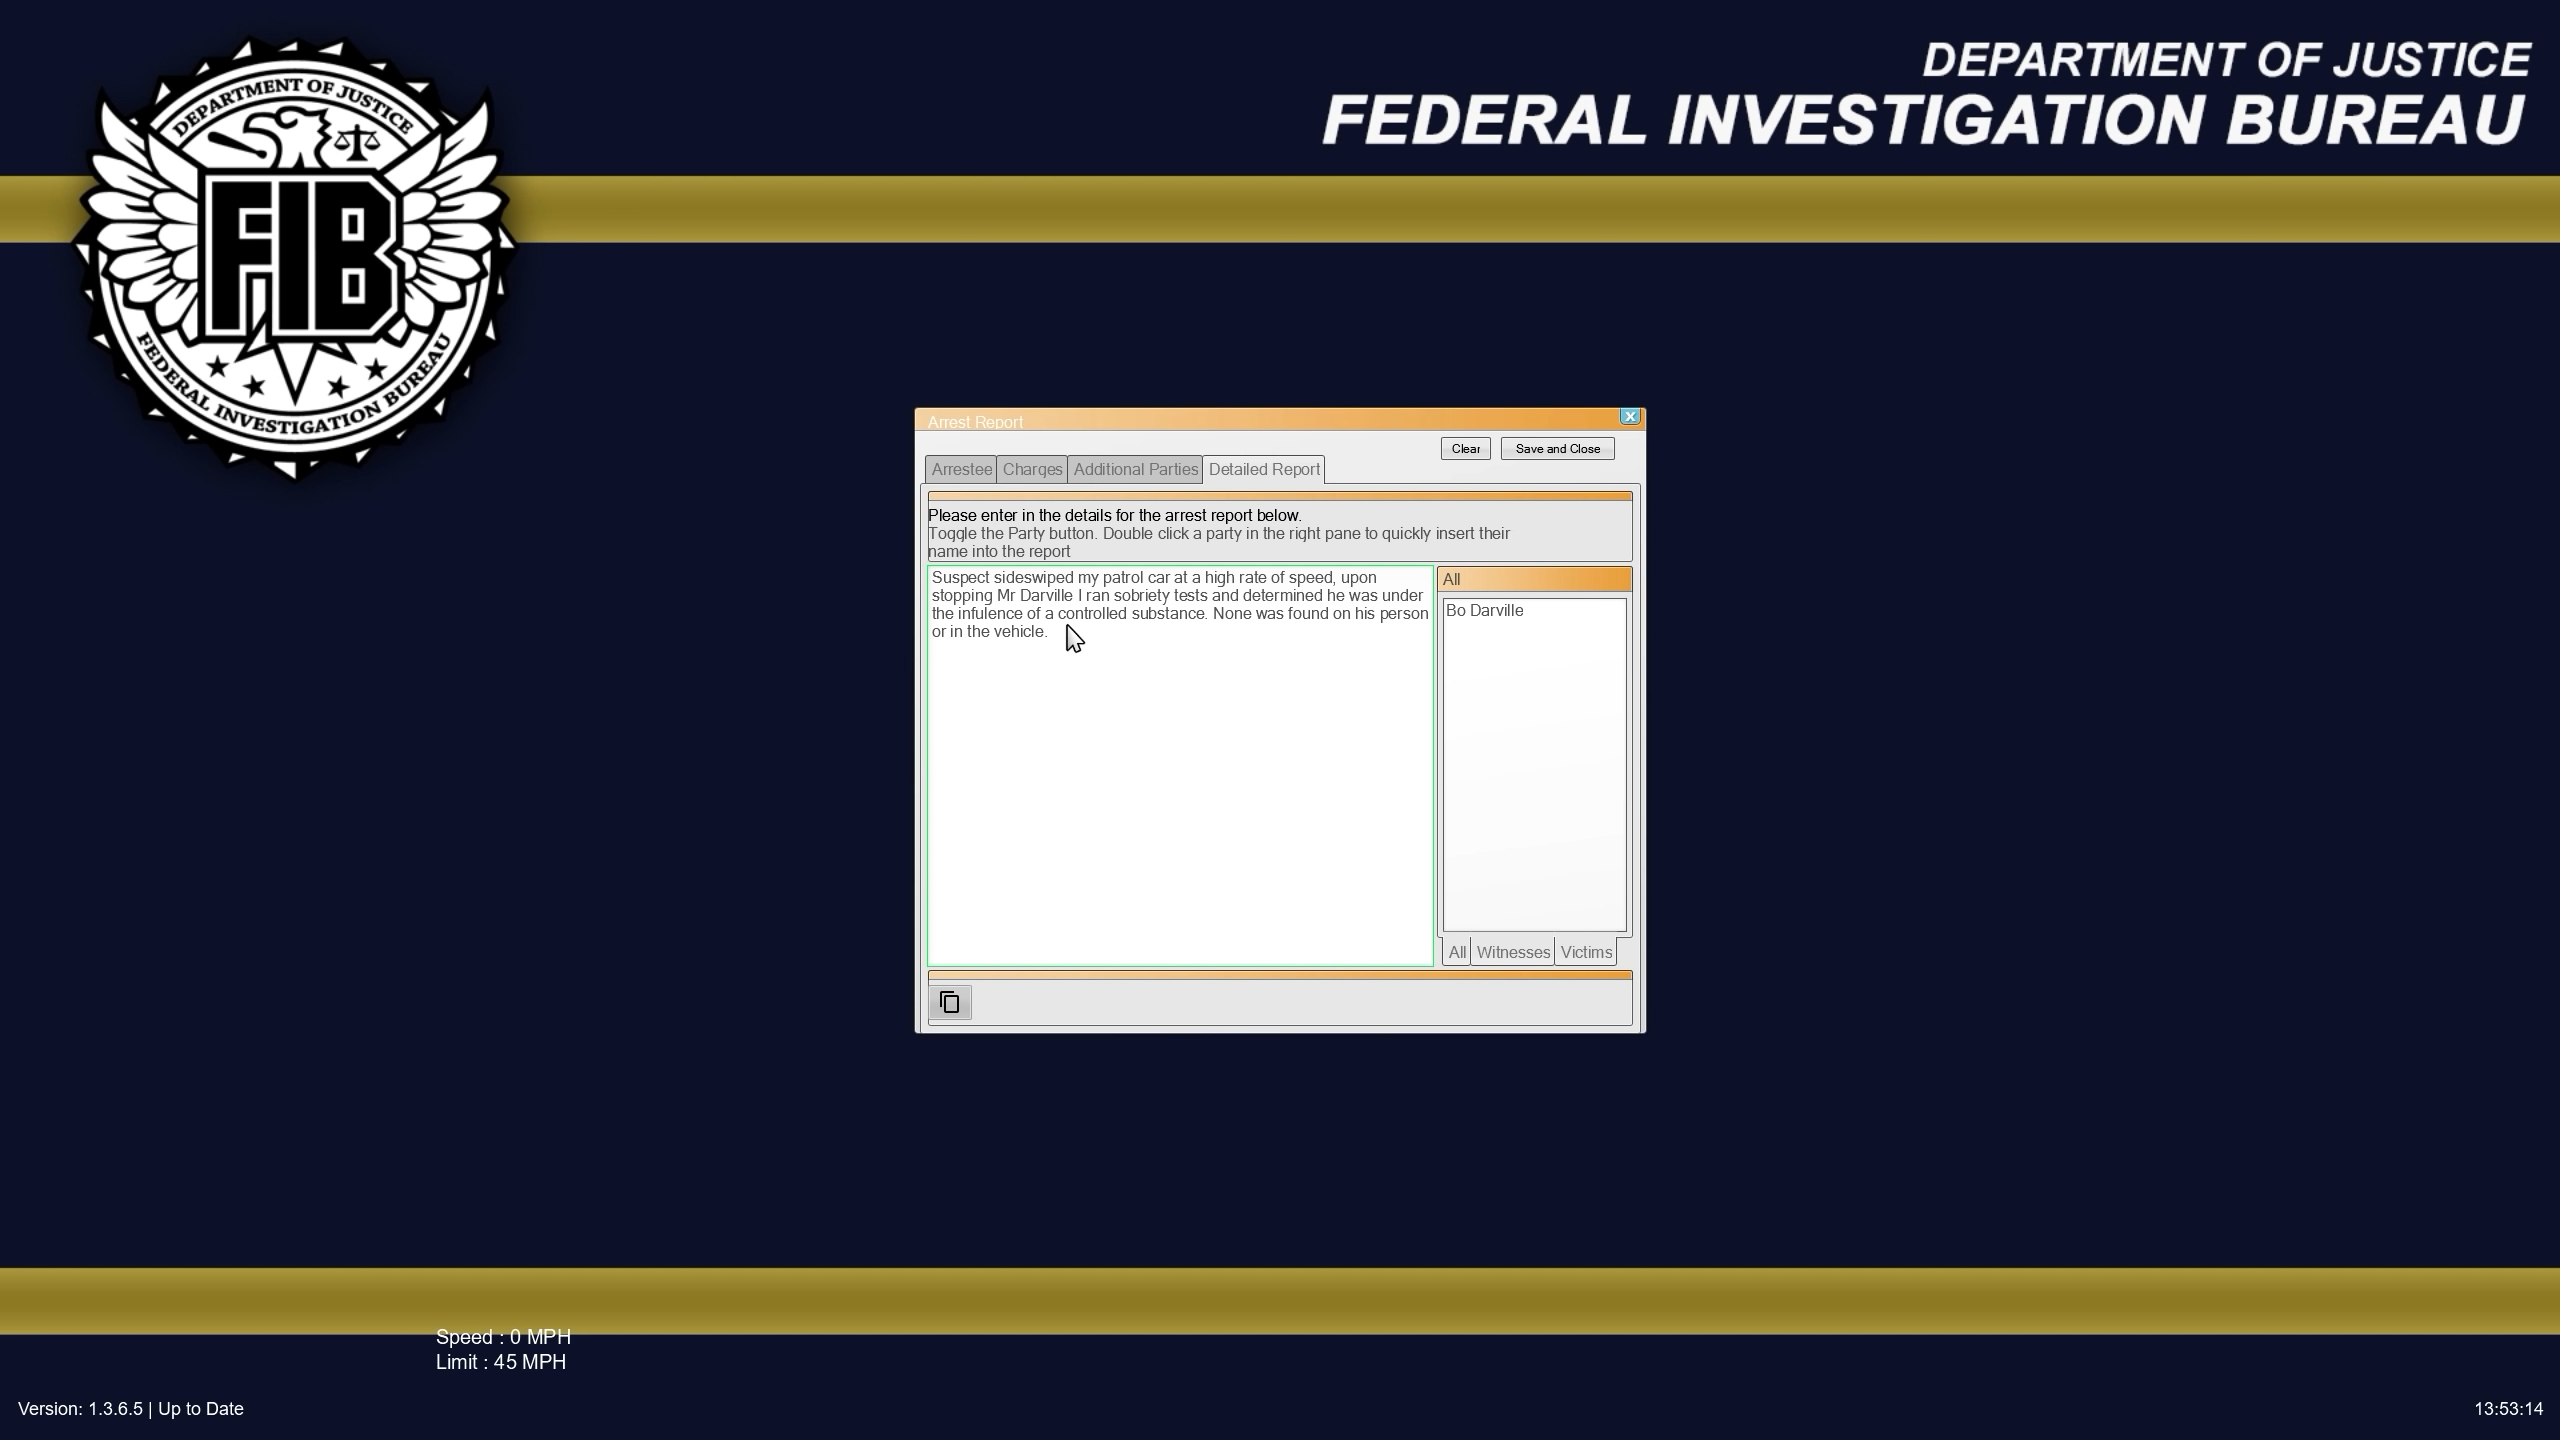 DEPARTMENT OF JUSTICE
FEDERAL INVESTIGATION BUREAU
DEPARTMENT OF JUSTICE
FIB
FEDERAL INVESTIGATION BUREAU
Arrest Report
x
Clear Save and Close
Arrestee Charges Additional Parties Detailed Report
Please enter in the details for the arrest report below.
Toggle the Party button. Double click a party in the right pane to quickly insert their
name into the report
Suspect sideswiped my patrol car at a high rate of speed, upon
stopping Mr Darville I ran sobriety tests and determined he was under
the infulence of a controlled substance. None was found on his person
or in the vehicle.
All
Bo Darville
All Witnesses Victims
Speed : 0 MPH
Limit : 45 MPH
Version: 1.3.6.5 | Up to Date
13:53:14